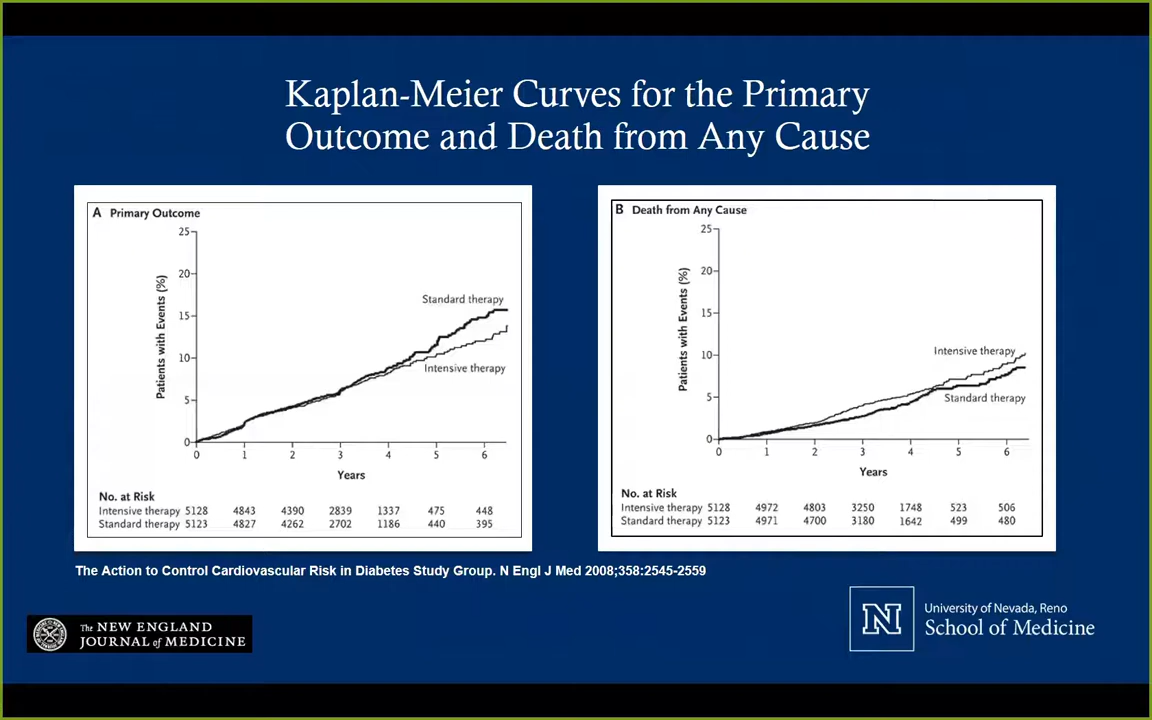 Kaplan-Meier Curves for the Primary
Outcome and Death from Any Cause
A Primary Outcome
Patients with Events (%)
25
20
15
10
5
0
Standard therapy
Intensive therapy
0 1 2 3 4 5 6
Years
No. at Risk
Intensive therapy 5128 4843 4390 2839 1337 475 448
Standard therapy 5123 4827 4262 2702 1186 440 395
B Death from Any Cause
Patients with Events (%)
25
20
15
10
5
0
Intensive therapy
Standard therapy
0 1 2 3 4 5 6
Years
No. at Risk
Intensive therapy 5128 4972 4803 3250 1748 523 506
Standard therapy 5123 4971 4700 3180 1642 499 480
The Action to Control Cardiovascular Risk in Diabetes Study Group. N Engl J Med 2008;358:2545-2559
The NEW ENGLAND
JOURNAL of MEDICINE
N
University of Nevada, Reno
School of Medicine